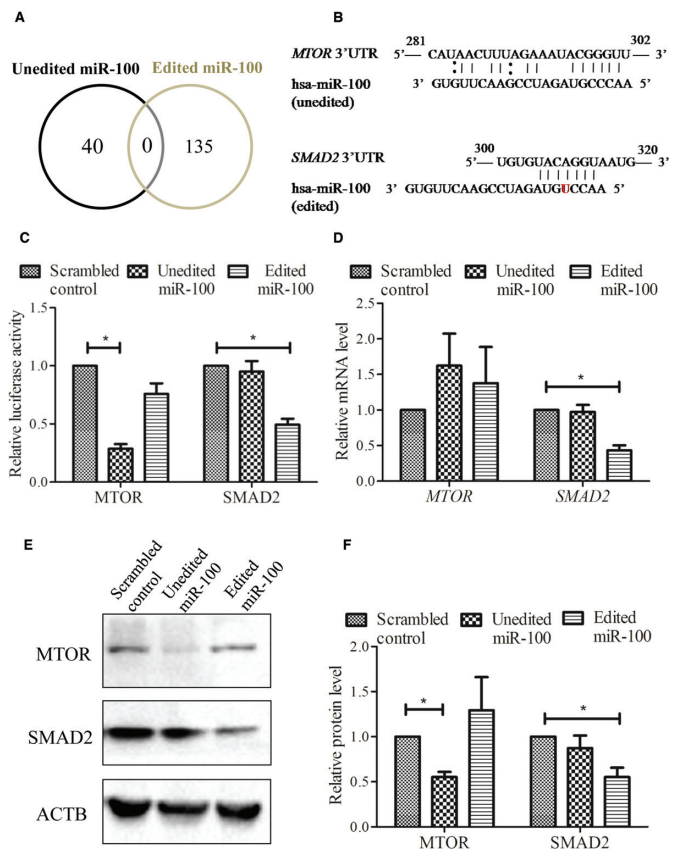 A
Unedited miR-100
Edited miR-100
40
0
135
B
281
302
MTOR 3’UTR
5’
CAUAACUUUAGAAAUACGGGUU
3’
hsa-miR-100
(unedited)
3’
GUGUUCAAGCCUAGAUGCCCAA
5’
300
320
SMAD2 3’UTR
5’
UGUGUACAGGUAAUG
3’
hsa-miR-100
(edited)
3’
GUGUUCAAGCCUAGAUGUCCAA
5’
C
Scrambled
control
Unedited
miR-100
Edited
miR-100
Relative luciferase activity
1.5
1.0
0.5
0.0
*
*
MTOR
SMAD2
D
Scrambled
control
Unedited
miR-100
Edited
miR-100
Relative mRNA level
2.5
2.0
1.5
1.0
0.5
0.0
*
MTOR
SMAD2
E
Scrambled
control
Unedited
miR-100
Edited
miR-100
MTOR
SMAD2
ACTB
F
Scrambled
control
Unedited
miR-100
Edited
miR-100
Relative protein level
2.0
1.5
1.0
0.5
0.0
*
*
MTOR
SMAD2